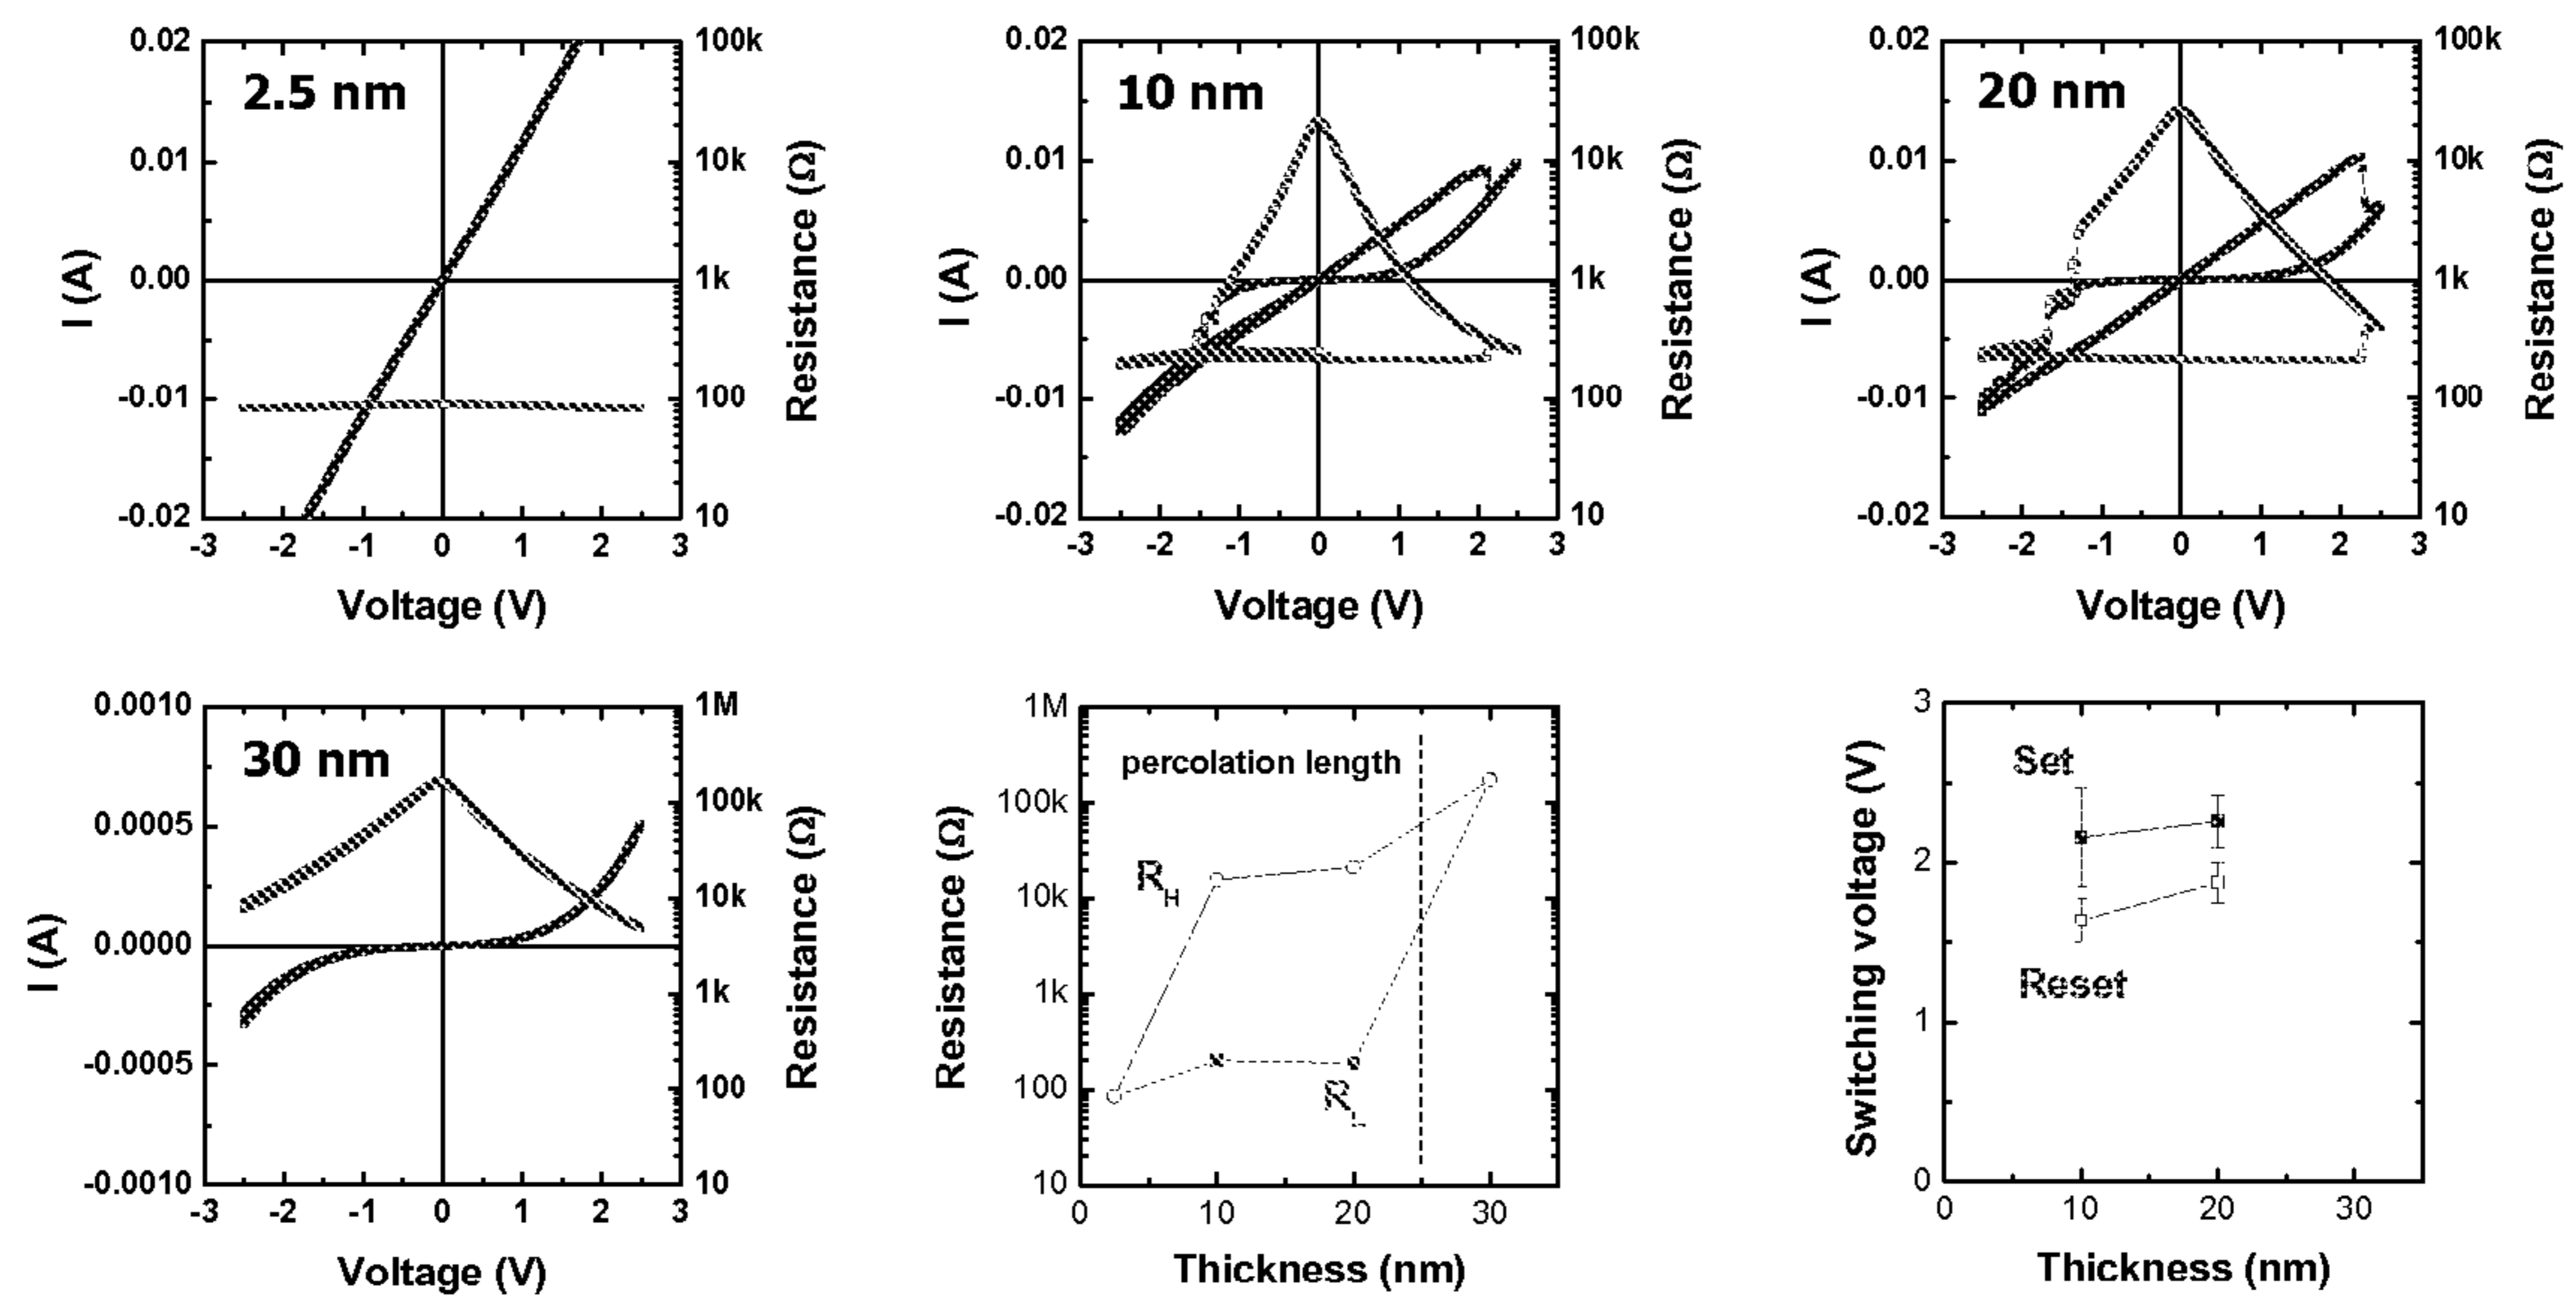 2.5 nm
I (A)
0.02
0.01
0.00
-0.01
-0.02
100k
10k
1k
100
10
Resistance (Ω)
-3 -2 -1 0 1 2 3
Voltage (V)
10 nm
I (A)
0.02
0.01
0.00
-0.01
-0.02
100k
10k
1k
100
10
Resistance (Ω)
-3 -2 -1 0 1 2 3
Voltage (V)
20 nm
I (A)
0.02
0.01
0.00
-0.01
-0.02
100k
10k
1k
100
10
Resistance (Ω)
-3 -2 -1 0 1 2 3
Voltage (V)
30 nm
I (A)
0.0010
0.0005
0.0000
-0.0005
-0.0010
1M
100k
10k
1k
100
10
Resistance (Ω)
-3 -2 -1 0 1 2 3
Voltage (V)
Resistance (Ω)
1M
100k
10k
1k
100
10
percolation length
RH
RL
0 10 20 30
Thickness (nm)
Switching voltage (V)
3
2
1
0
Set
Reset
0 10 20 30
Thickness (nm)